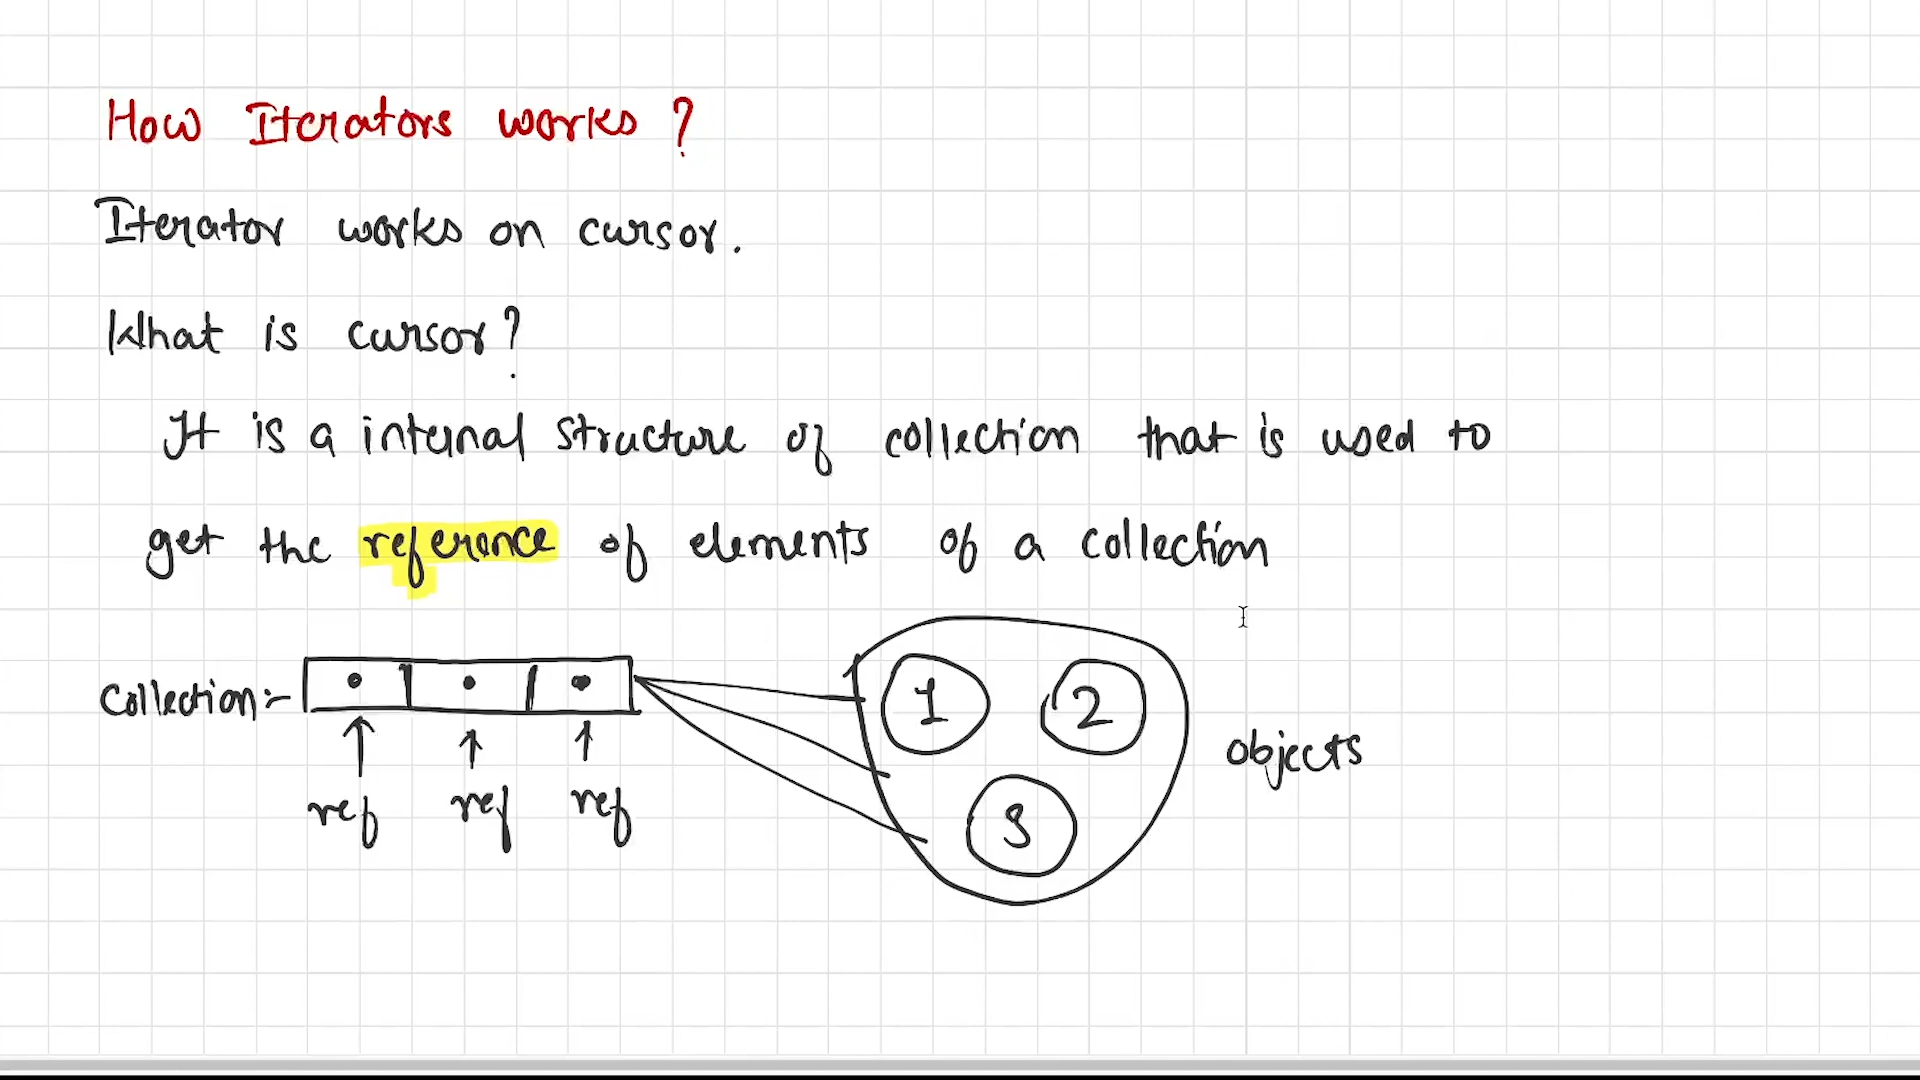 How Iterators works ?
Iterator works on cursor.
What is cursor?
It is a internal structure of collection that is used to
get the reference of elements of a collection
Collection :-
1 2
objects
ref ref ref
3